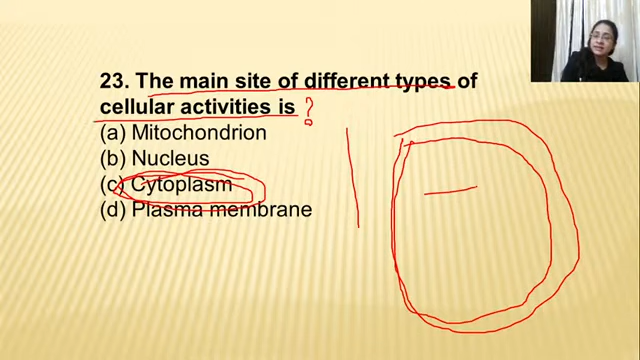 23. The main site of different types of
cellular activities is ?
(a) Mitochondrion
(b) Nucleus
(c) Cytoplasm
(d) Plasma membrane